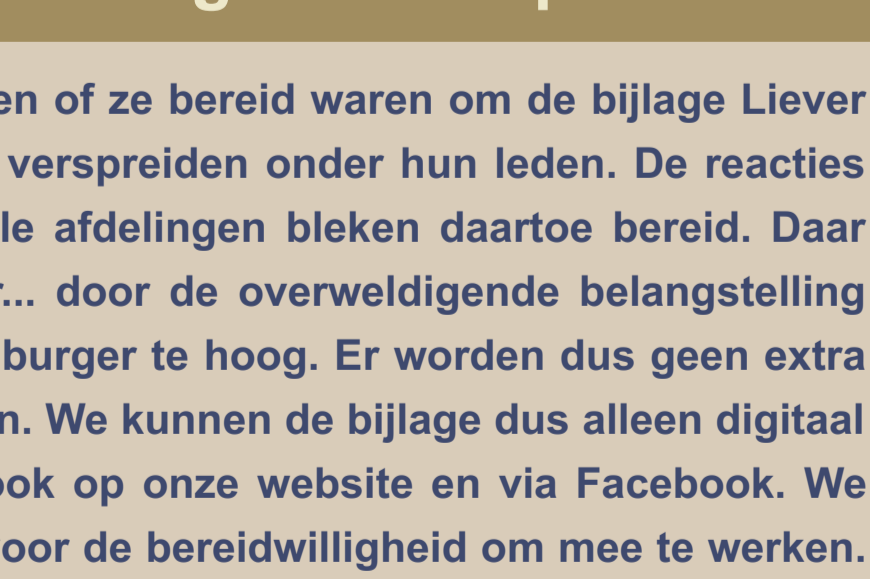 en of ze bereid waren om de bijlage Liever
verspreiden onder hun leden. De reacties
le afdelingen bleken daartoe bereid. Daar
r... door de overweldigende belangstelling
burger te hoog. Er worden dus geen extra
n. We kunnen de bijlage dus alleen digitaal
ook op onze website en via Facebook. We
oor de bereidwilligheid om mee te werken.